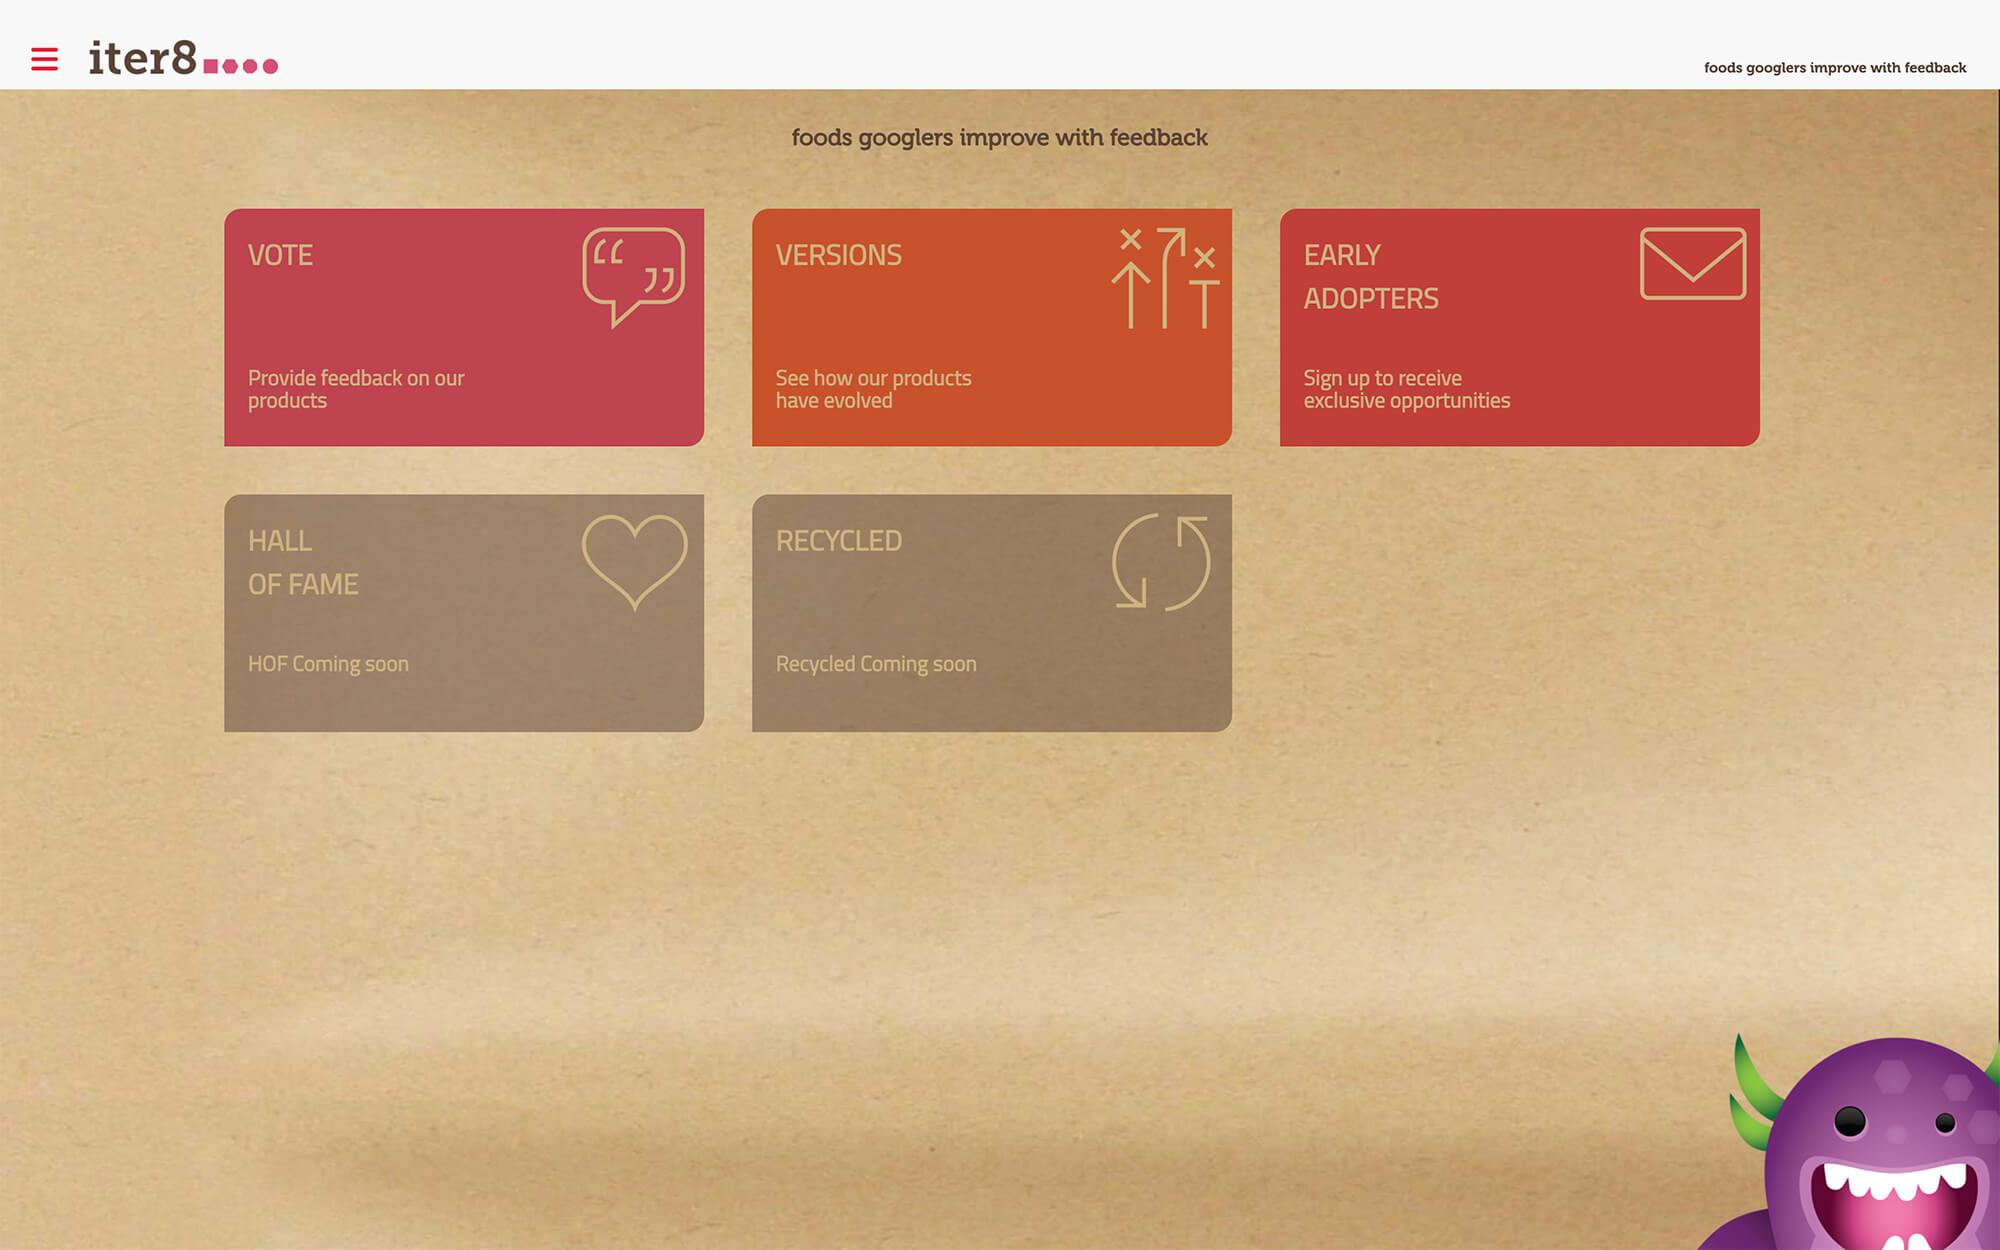 iter8
foods googlers improve with feedback
foods googlers improve with feedback
VOTE
Provide feedback on our
products
VERSIONS
See how our products
have evolved
EARLY
ADOPTERS
Sign up to receive
exclusive opportunities
HALL
OF FAME
HOF Coming soon
RECYCLED
Recycled Coming soon